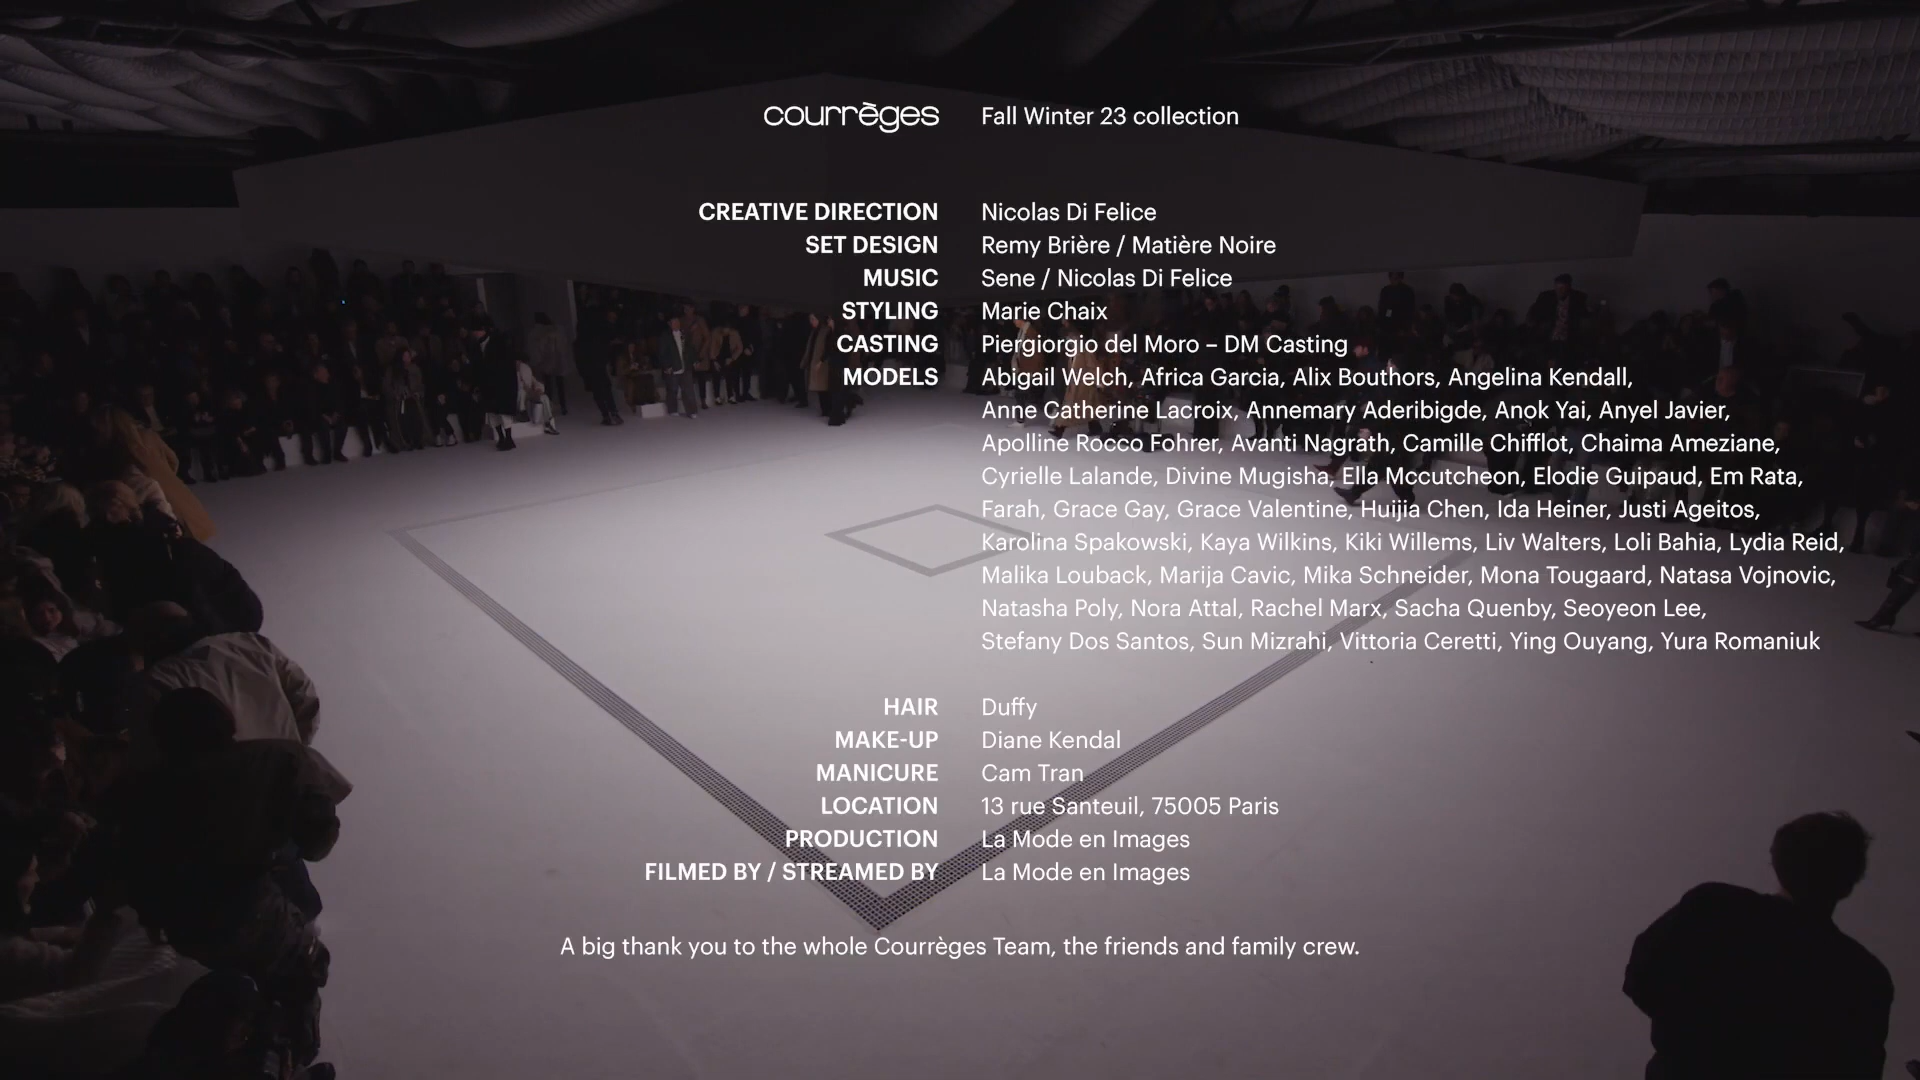 courrèges Fall Winter 23 collection
CREATIVE DIRECTION Nicolas Di Felice
SET DESIGN Remy Brière / Matière Noire
MUSIC Sene / Nicolas Di Felice
STYLING Marie Chaix
CASTING Piergiorgio del Moro – DM Casting
MODELS Abigail Welch, Africa Garcia, Alix Bouthors, Angelina Kendall,
Anne Catherine Lacroix, Annemary Aderibigde, Anok Yai, Anyel Javier,
Apolline Rocco Fohrer, Avanti Nagrath, Camille Chifflot, Chaima Ameziane,
Cyrielle Lalande, Divine Mugisha, Ella Mccutcheon, Elodie Guipaud, Em Rata,
Farah, Grace Gay, Grace Valentine, Huijia Chen, Ida Heiner, Justi Ageitos,
Karolina Spakowski, Kaya Wilkins, Kiki Willems, Liv Walters, Loli Bahia, Lydia Reid,
Malika Louback, Marija Cavic, Mika Schneider, Mona Tougaard, Natasa Vojnovic,
Natasha Poly, Nora Attal, Rachel Marx, Sacha Quenby, Seoyeon Lee,
Stefany Dos Santos, Sun Mizrahi, Vittoria Ceretti, Ying Ouyang, Yura Romaniuk
HAIR Duffy
MAKE-UP Diane Kendal
MANICURE Cam Tran
LOCATION 13 rue Santeuil, 75005 Paris
PRODUCTION La Mode en Images
FILMED BY / STREAMED BY La Mode en Images
A big thank you to the whole Courrèges Team, the friends and family crew.